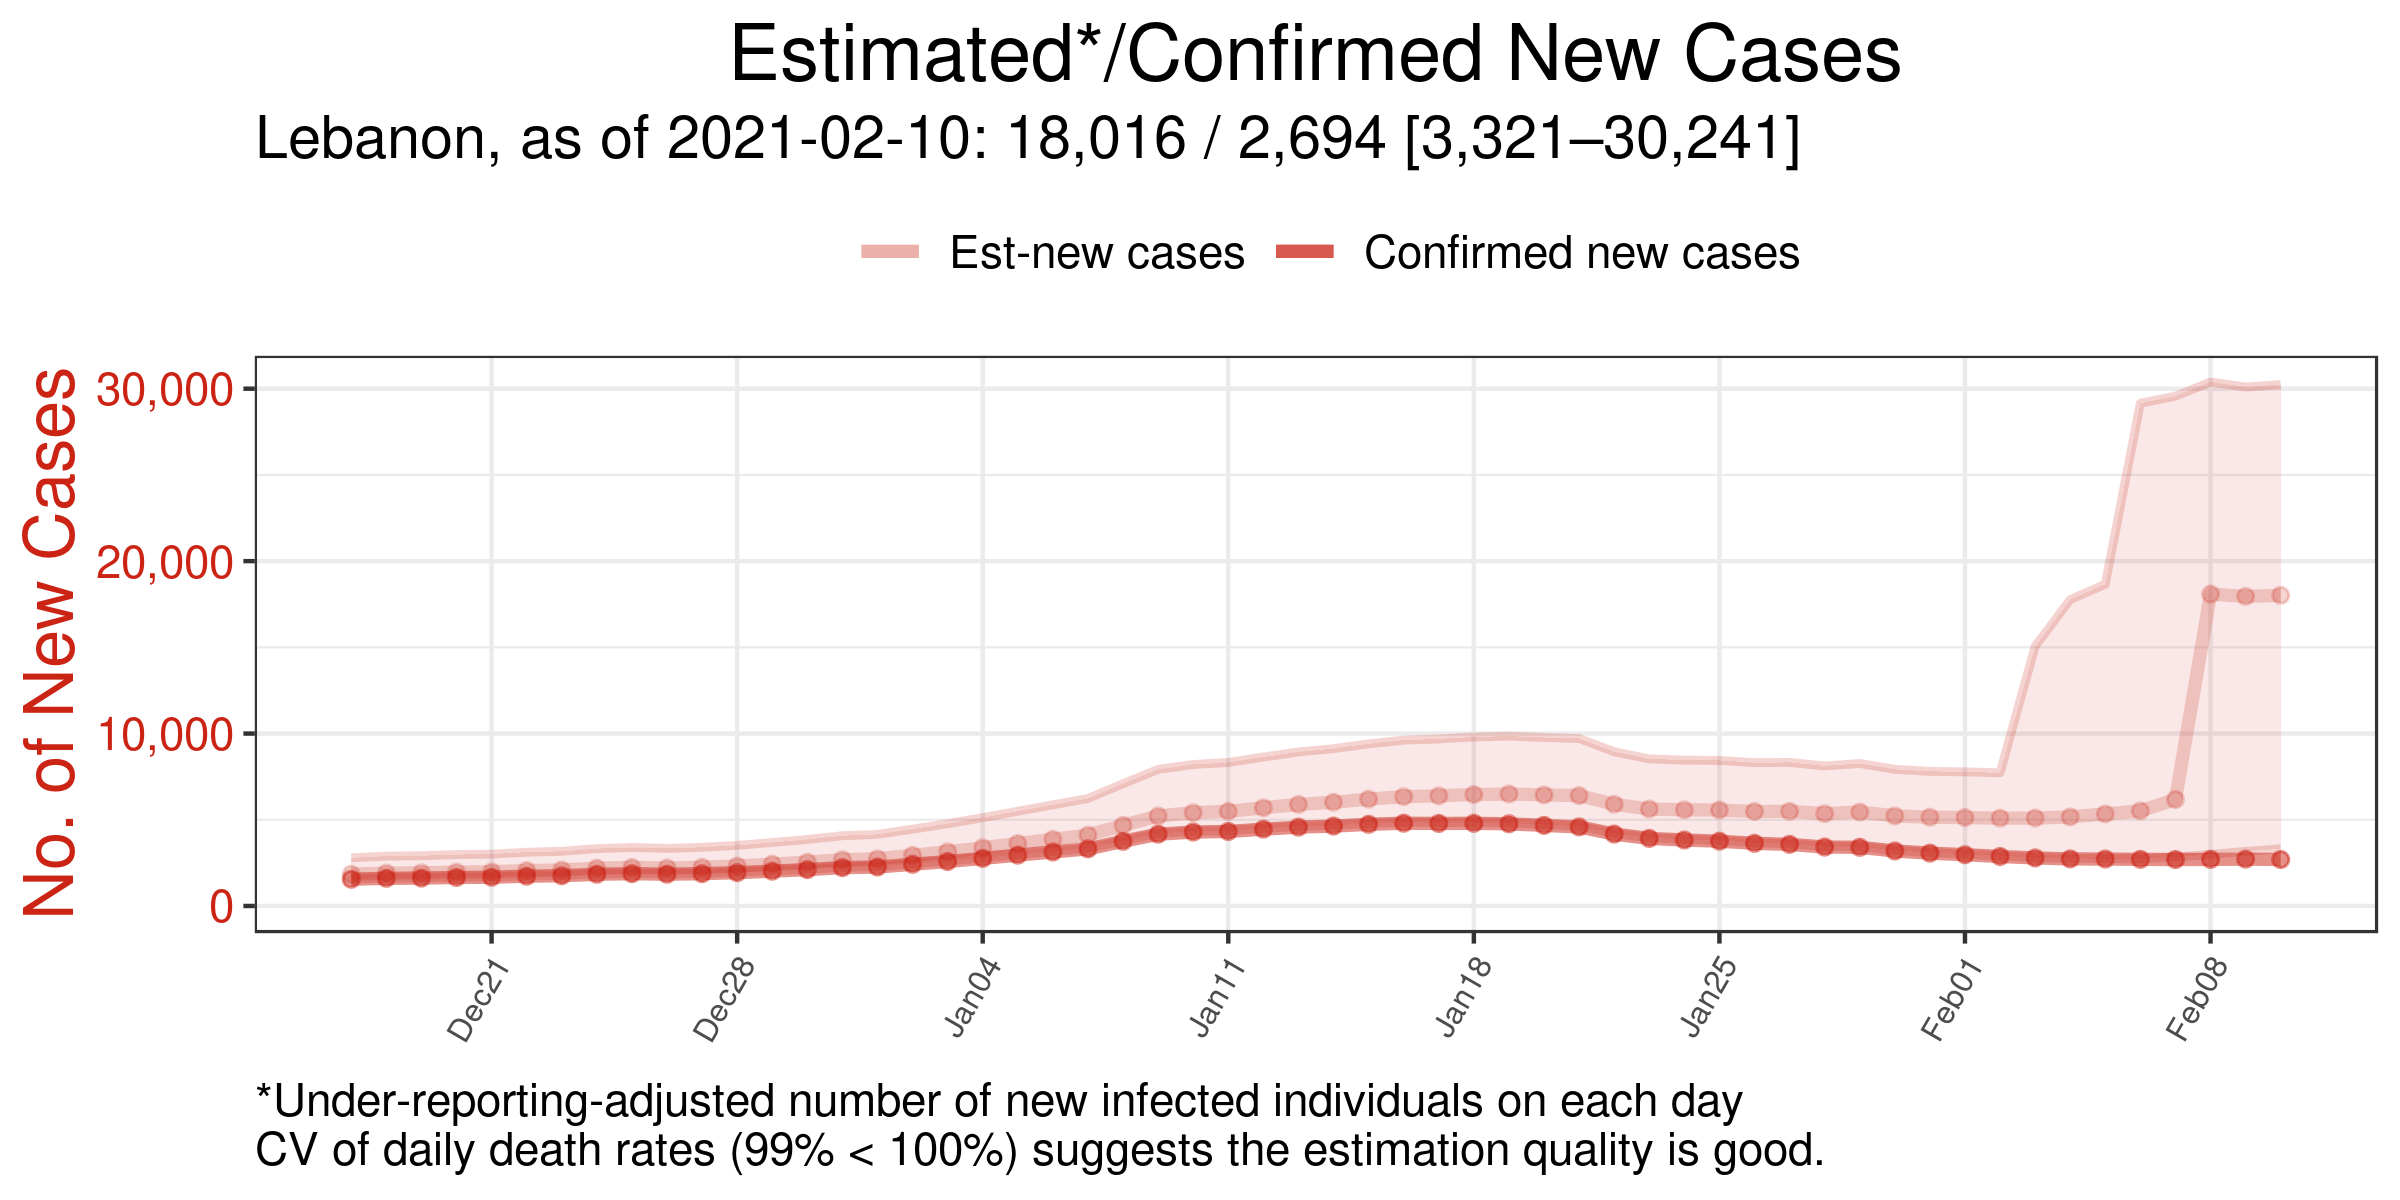 Estimated*/Confirmed New Cases
Lebanon, as of 2021-02-10: 18,016 / 2,694 [3,321–30,241]
Est-new cases Confirmed new cases
No. of New Cases
30,000
20,000
10,000
0
Dec21 Dec28 Jan04 Jan11 Jan18 Jan25 Feb01 Feb08
*Under-reporting-adjusted number of new infected individuals on each day
CV of daily death rates (99% < 100%) suggests the estimation quality is good.